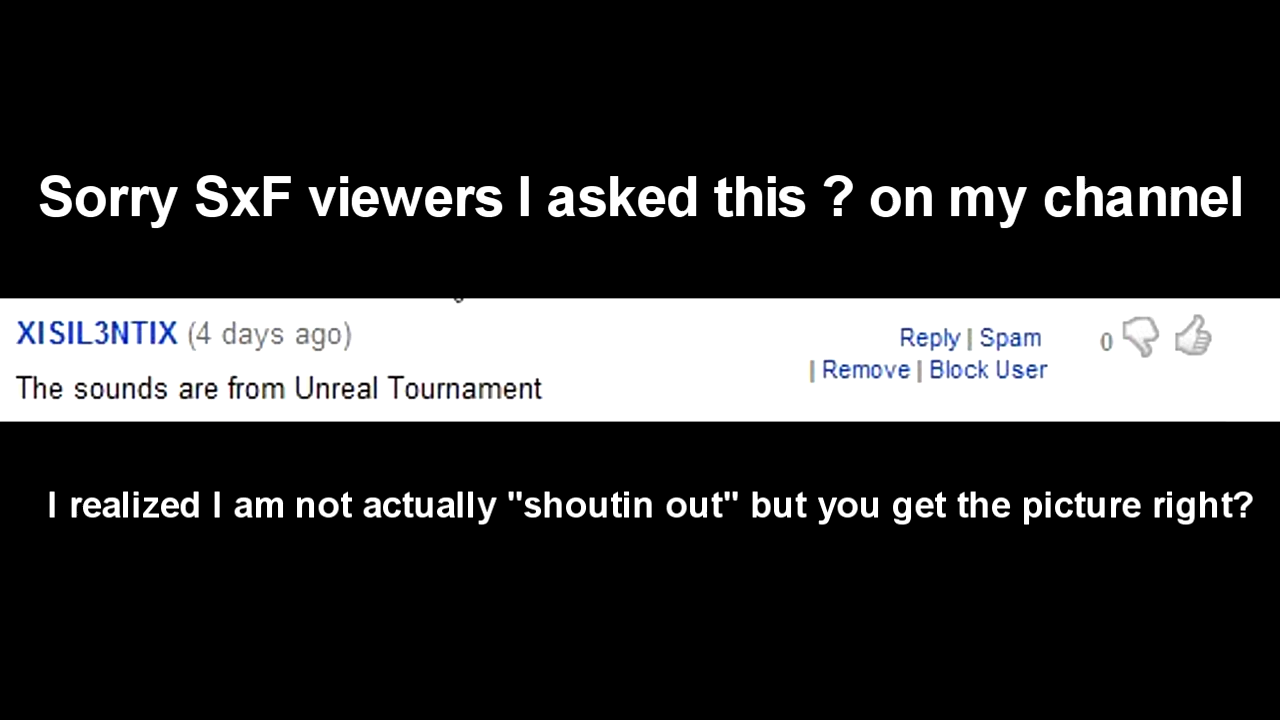 Sorry SxF viewers I asked this ? on my channel
XISIL3NTIX (4 days ago)
Reply | Spam
| Remove | Block User
0
The sounds are from Unreal Tournament
I realized I am not actually "shoutin out" but you get the picture right?